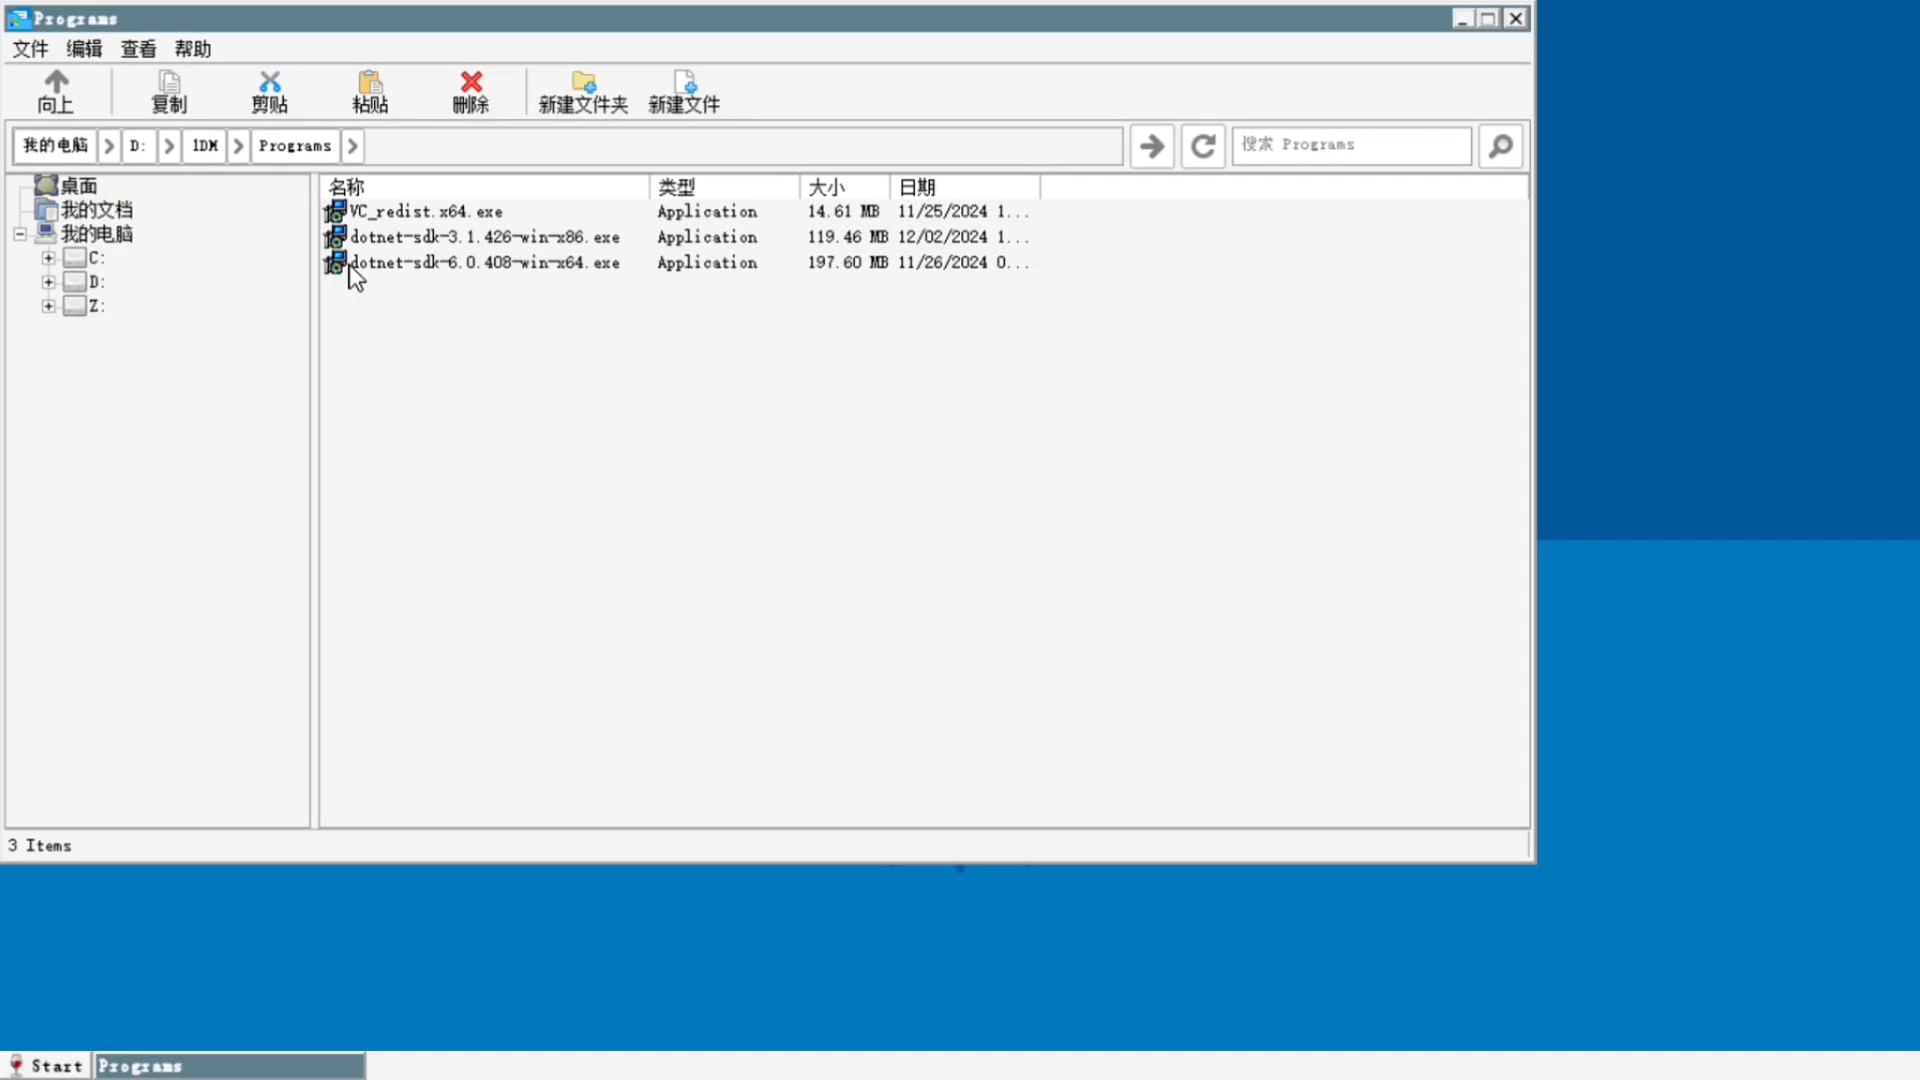 Programs
文件 编辑 查看 帮助
向上 复制 剪贴 粘贴 删除 新建文件夹 新建文件
我的电脑 D: 1DM Programs 搜索 Programs
桌面
我的文档
我的电脑
C:
D:
Z:
名称 类型 大小 日期
VC_redist.x64.exe Application 14.61 MB 11/25/2024 1...
dotnet-sdk-3.1.426-win-x86.exe Application 119.46 MB 12/02/2024 1...
dotnet-sdk-6.0.408-win-x64.exe Application 197.60 MB 11/26/2024 0...
3 Items
Start Programs